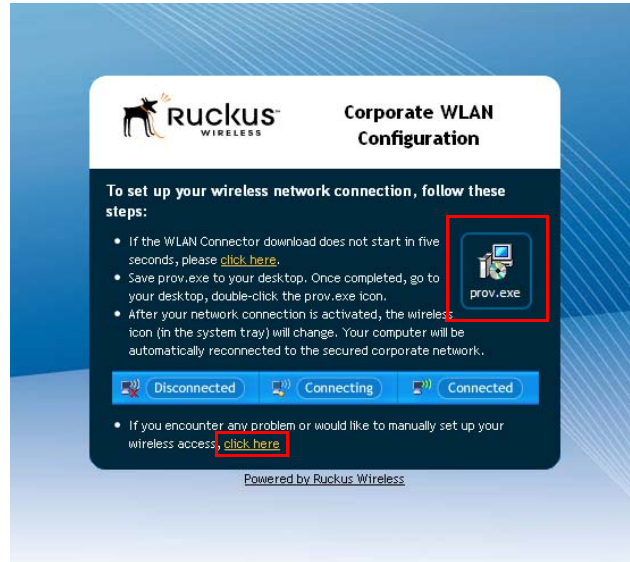 RUCKUS™
WIRELESS
Corporate WLAN
Configuration
To set up your wireless network connection, follow these
steps:
• If the WLAN Connector download does not start in five
seconds, please click here.
• Save prov.exe to your desktop. Once completed, go to
your desktop, double-click the prov.exe icon.
prov.exe
• After your network connection is activated, the wireless
icon (in the system tray) will change. Your computer will be
automatically reconnected to the secured corporate network.
Disconnected
Connecting
Connected
• If you encounter any problem or would like to manually set up your
wireless access, click here
Powered by Ruckus Wireless